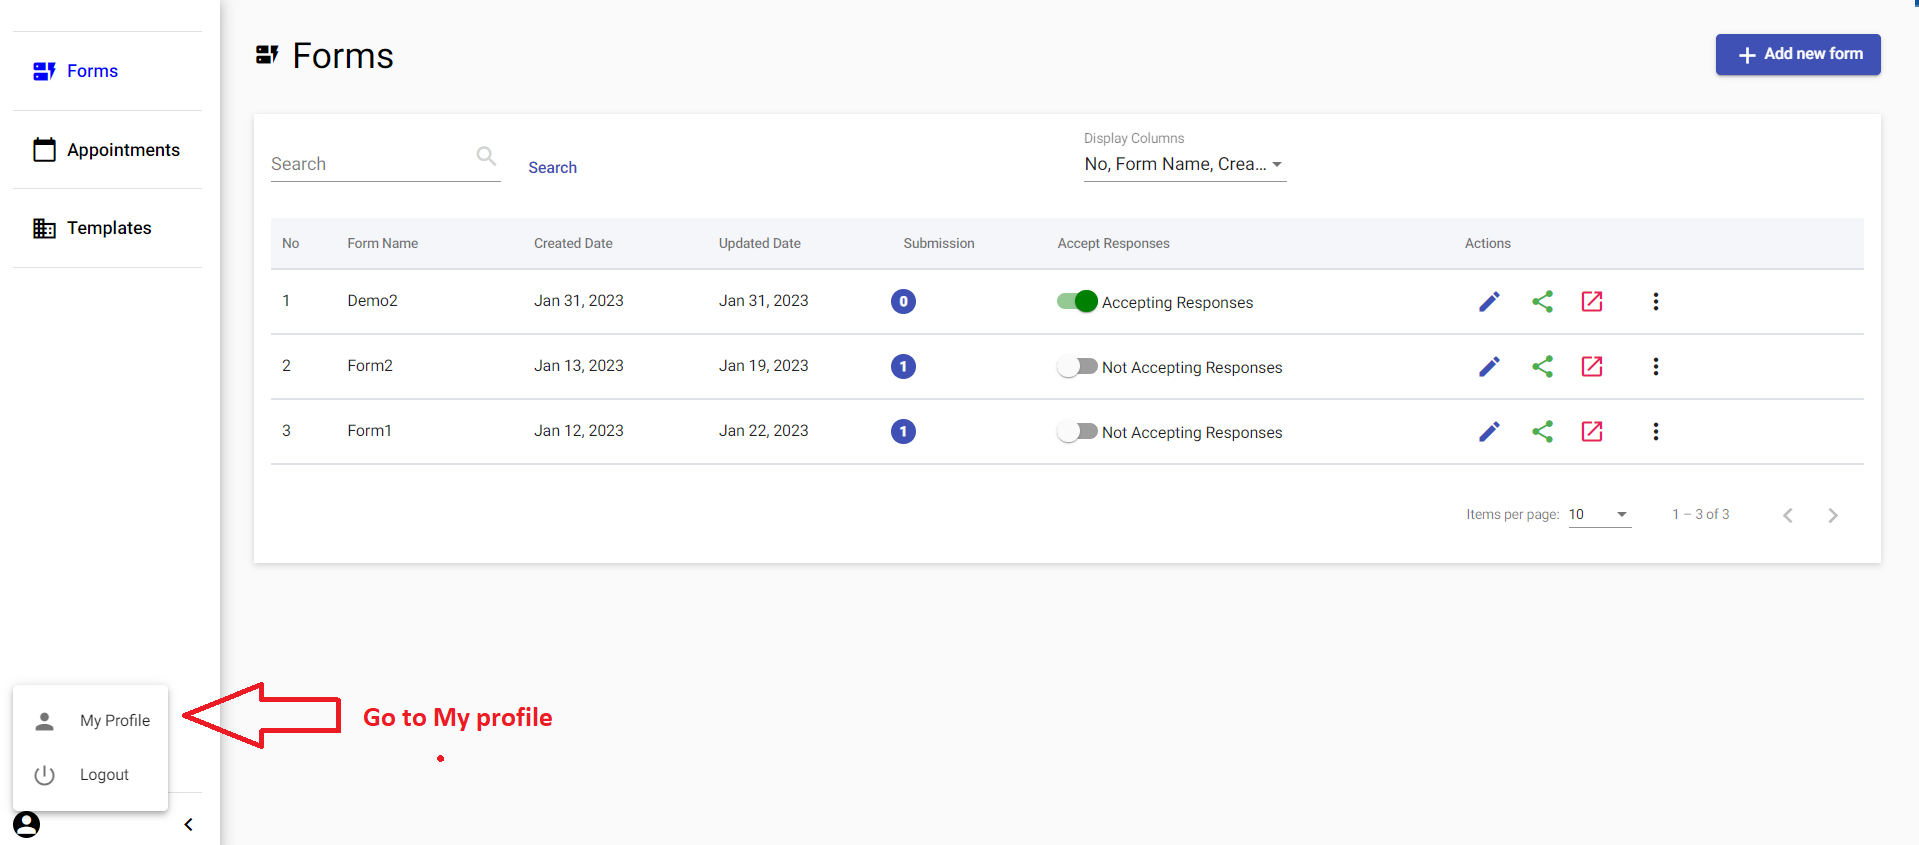 Forms
Appointments
Templates
My Profile
Logout
Forms
Add new form
Search
Search
Display Columns
No, Form Name, Crea...
No Form Name Created Date Updated Date Submission Accept Responses Actions
1 Demo2 Jan 31, 2023 Jan 31, 2023 0 Accepting Responses
2 Form2 Jan 13, 2023 Jan 19, 2023 1 Not Accepting Responses
3 Form1 Jan 12, 2023 Jan 22, 2023 1 Not Accepting Responses
Items per page: 10 1 – 3 of 3
Go to My profile